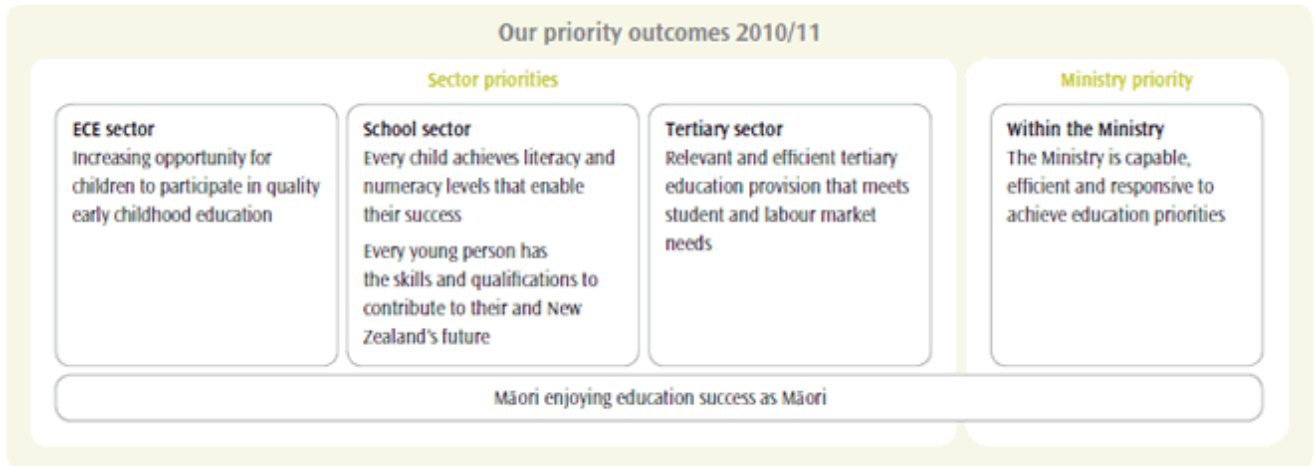 Our priority outcomes 2010/11
Sector priorities
ECE sector
Increasing opportunity for
children to participate in quality
early childhood education
School sector
Every child achieves literacy and
numeracy levels that enable
their success
Every young person has
the skills and qualifications to
contribute to their and New
Zealand's future
Tertiary sector
Relevant and efficient tertiary
education provision that meets
student and labour market
needs
Ministry priority
Within the Ministry
The Ministry is capable,
efficient and responsive to
achieve education priorities
Māori enjoying education success as Māori